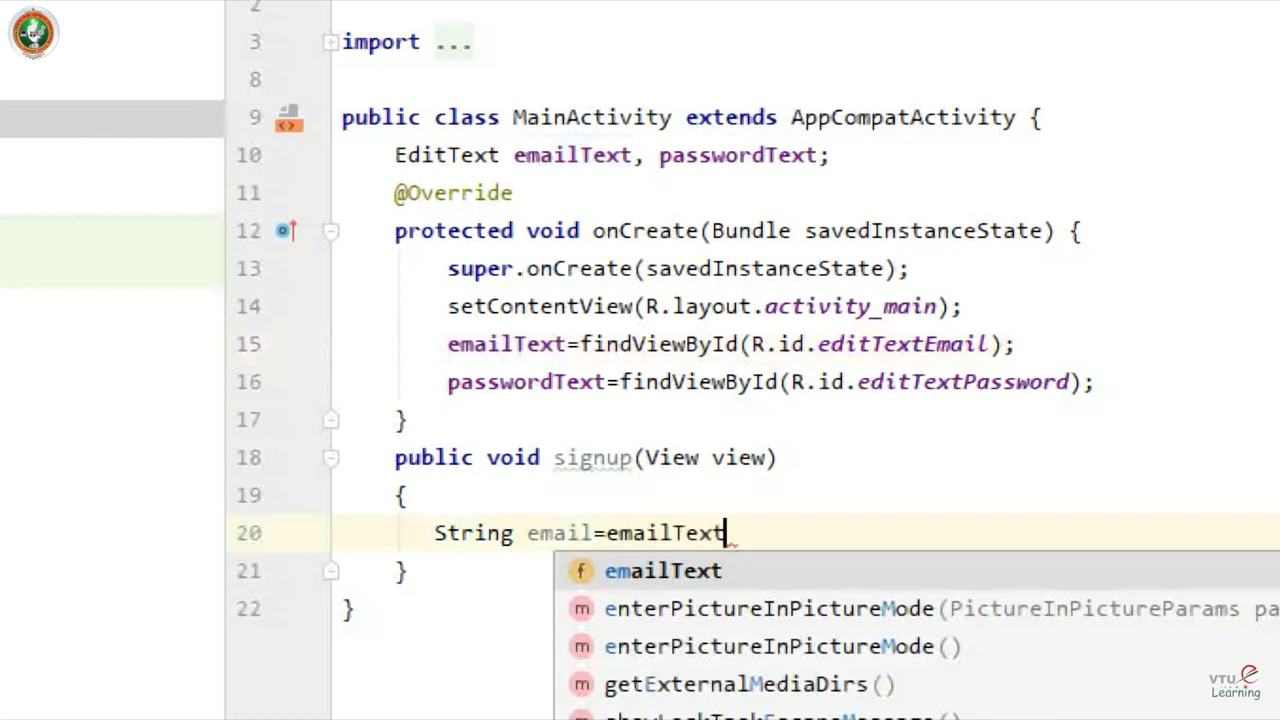 2
3 import ...
8
9 public class MainActivity extends AppCompatActivity {
10 EditText emailText, passwordText;
11 @Override
12 protected void onCreate(Bundle savedInstanceState) {
13 super.onCreate(savedInstanceState);
14 setContentView(R.layout.activity_main);
15 emailText=findViewById(R.id.editTextEmail);
16 passwordText=findViewById(R.id.editTextPassword);
17 }
18 public void signup(View view)
19 {
20 String email=emailText
f emailText
21 }
m enterPictureInPictureMode(PictureInPictureParams pa
22 }
m enterPictureInPictureMode()
m getExternalMediaDirs()
VTU e
Learning